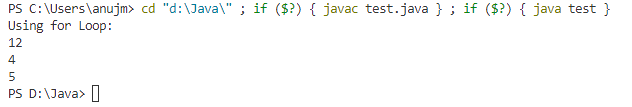 PS C:\Users\anujm> cd "d:\Java\" ; if ($?) { javac test.java } ; if ($?) { java test }
Using for Loop:
12
4
5
PS D:\Java>